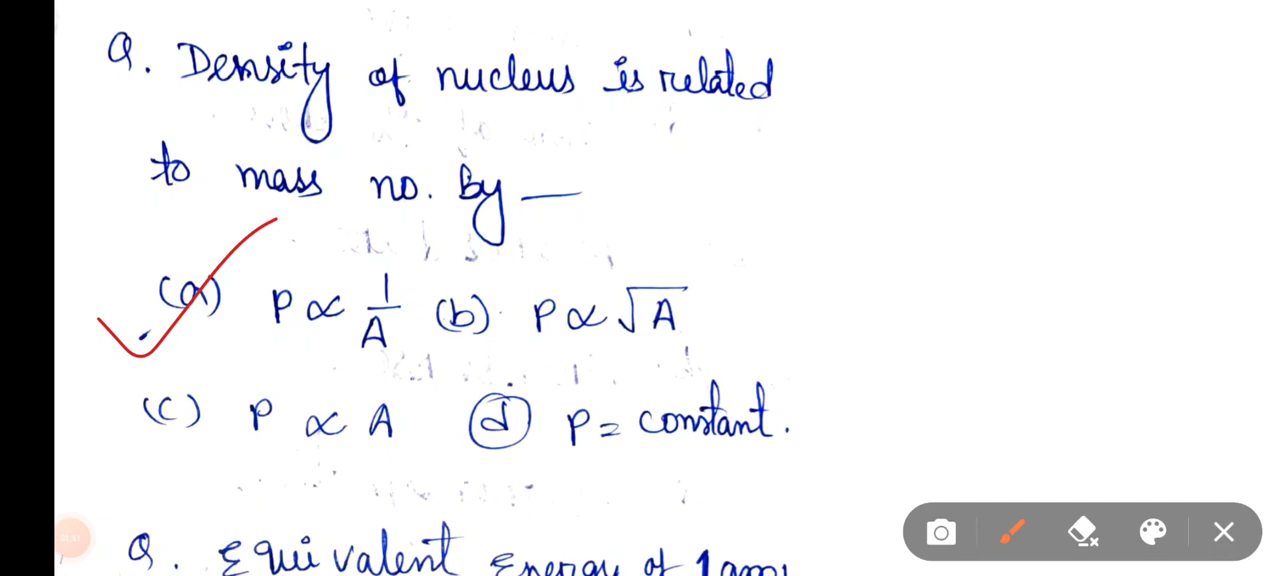 Q. Density of nucleus is related
to mass no. by —
(a) P ∝ 1/A (b) P ∝ √A
(c) P ∝ A (d) P = constant.
Q. Equivalent Energy of 1 amu